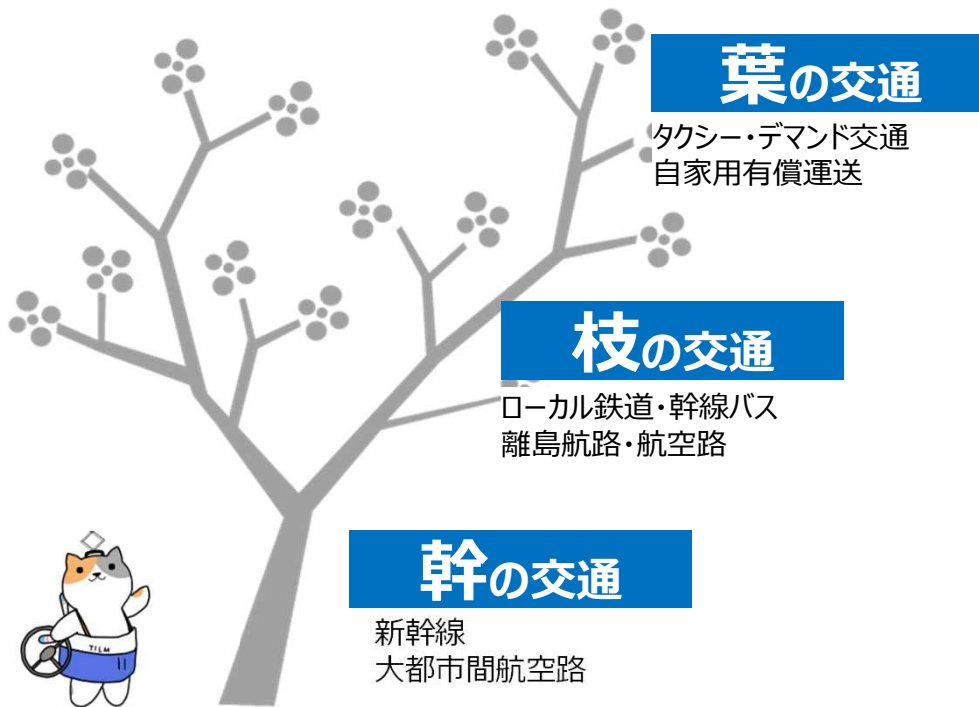 葉の交通
タクシー・デマンド交通
自家用有償運送
枝の交通
ローカル鉄道・幹線バス
離島航路・航空路
幹の交通
新幹線
大都市間航空路
TILM